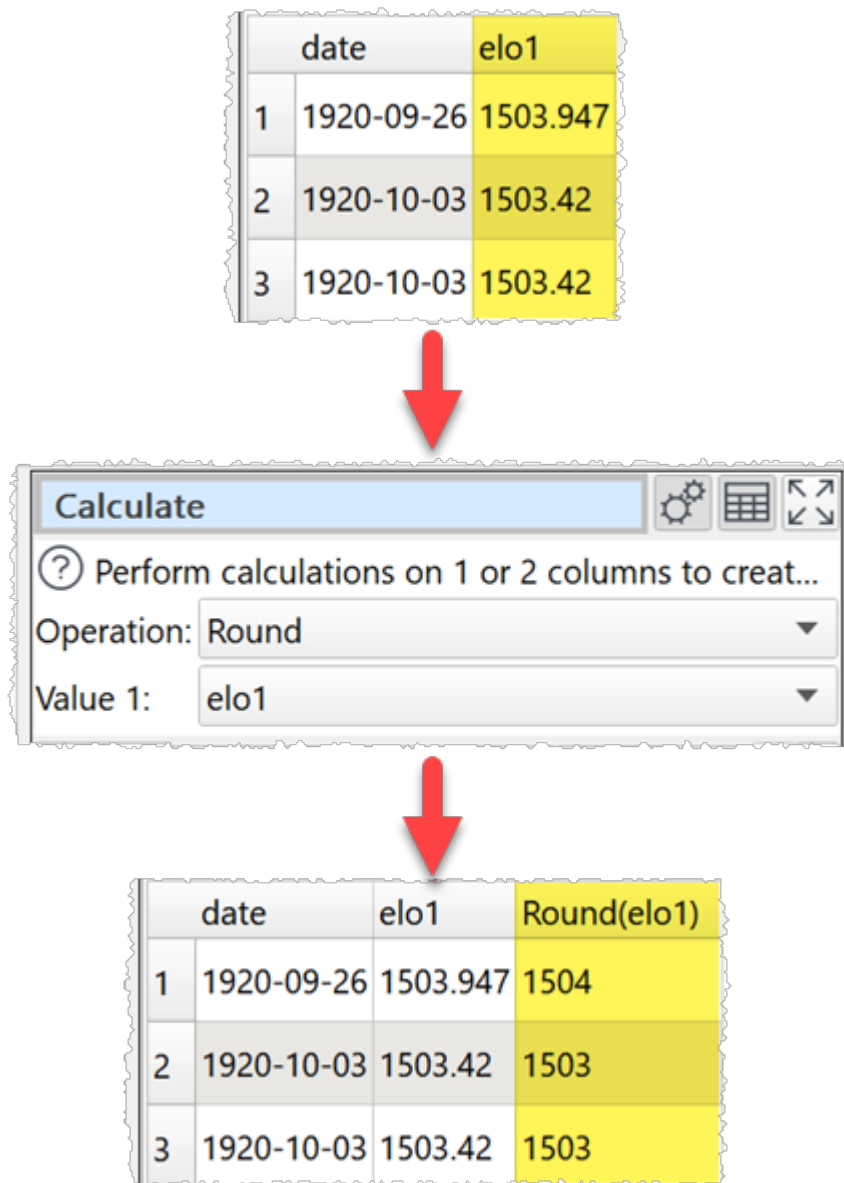 date elo1
1 1920-09-26 1503.947
2 1920-10-03 1503.42
3 1920-10-03 1503.42
Calculate
? Perform calculations on 1 or 2 columns to creat...
Operation: Round
Value 1: elo1
date elo1 Round(elo1)
1 1920-09-26 1503.947 1504
2 1920-10-03 1503.42 1503
3 1920-10-03 1503.42 1503